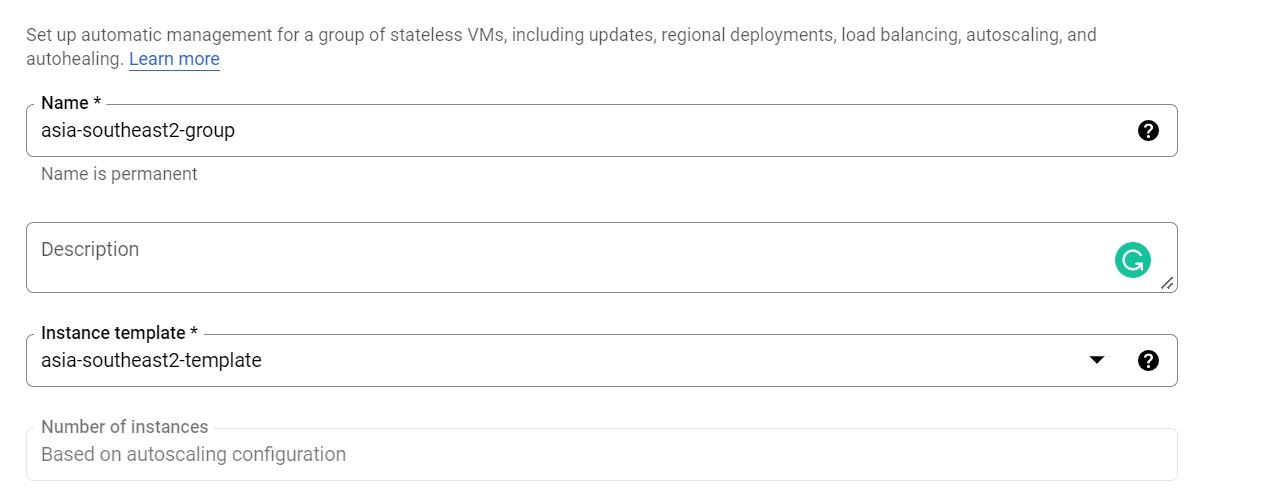 Set up automatic management for a group of stateless VMs, including updates, regional deployments, load balancing, autoscaling, and
autohealing. Learn more
Name *
asia-southeast2-group
Name is permanent
Description
Instance template *
asia-southeast2-template
Number of instances
Based on autoscaling configuration